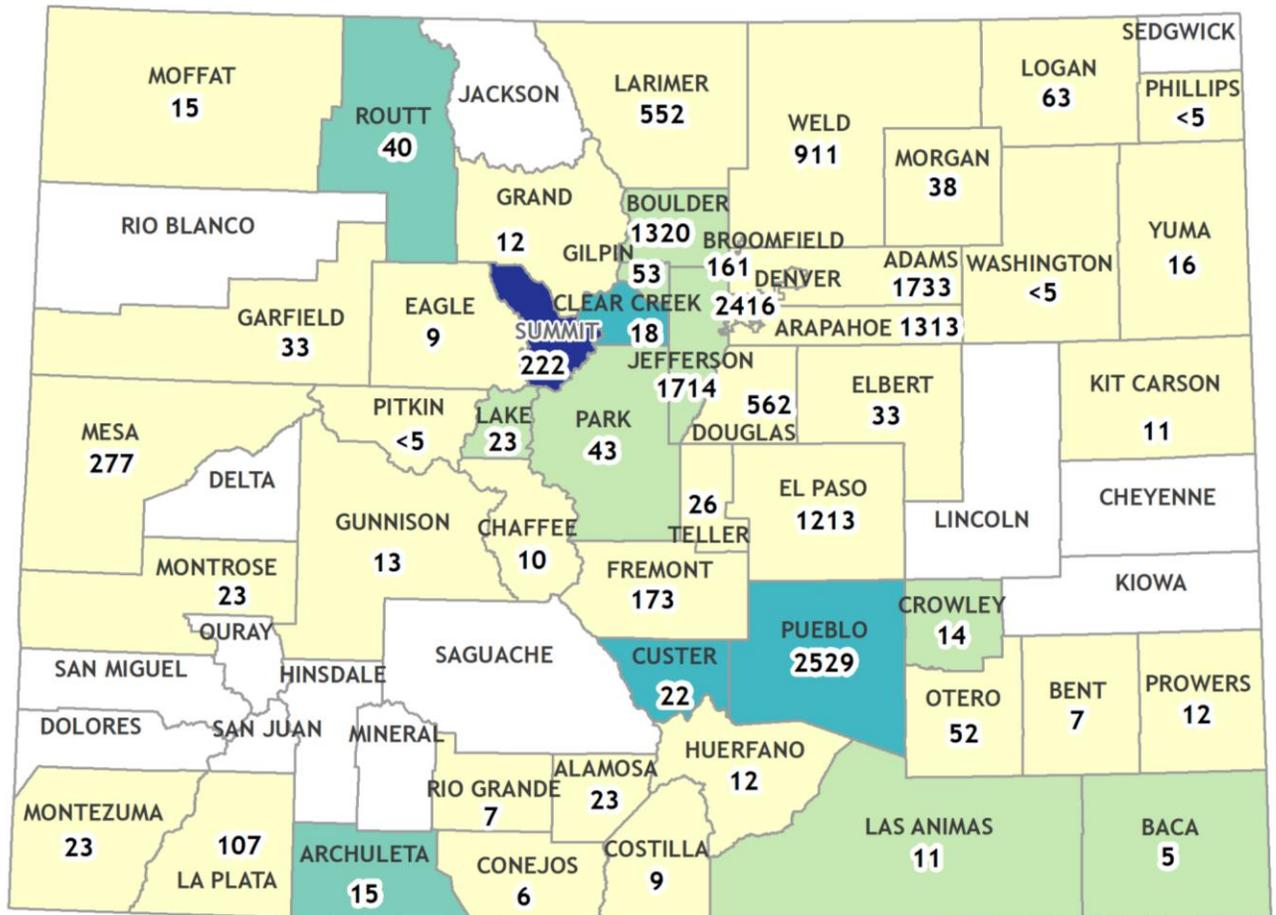 SEDGWICK
MOFFAT
15
ROUTT
40
JACKSON
LARIMER
552
WELD
911
LOGAN
63
PHILLIPS
<5
MORGAN
38
RIO BLANCO
GRAND
12
BOULDER
1320
GILPIN
53
BROOMFIELD
161
DENVER
2416
ADAMS
1733
WASHINGTON
<5
YUMA
16
GARFIELD
33
EAGLE
9
SUMMIT
222
CLEAR CREEK
18
ARAPAHOE 1313
JEFFERSON
1714
562
DOUGLAS
ELBERT
33
KIT CARSON
11
MESA
277
DELTA
PITKIN
<5
LAKE
23
PARK
43
GUNNISON
13
CHAFFEE
10
26
TELLER
EL PASO
1213
LINCOLN
CHEYENNE
MONTROSE
23
FREMONT
173
KIOWA
OURAY
SAN MIGUEL
HINSDALE
SAGUACHE
CUSTER
22
PUEBLO
2529
CROWLEY
14
OTERO
52
BENT
7
PROWERS
12
DOLORES
SAN JUAN
MINERAL
RIO GRANDE
7
ALAMOSA
23
HUERFANO
12
MONTEZUMA
23
107
LA PLATA
ARCHULETA
15
CONEJOS
6
COSTILLA
9
LAS ANIMAS
11
BACA
5